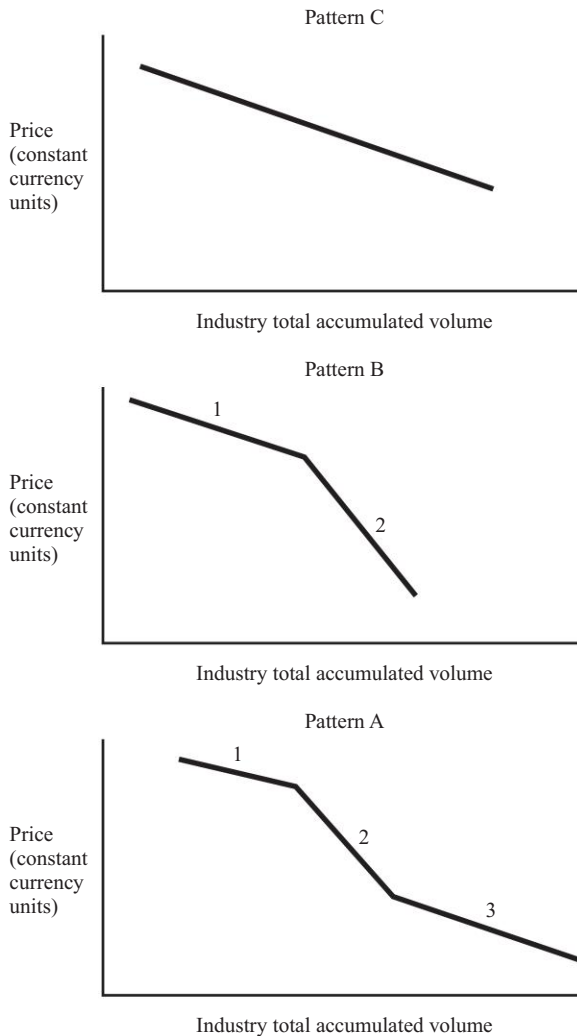 Pattern C
Price
(constant
currency
units)
Industry total accumulated volume
Pattern B
1
Price
(constant
currency
units)
2
Industry total accumulated volume
Pattern A
1
Price
(constant
currency
units)
2
3
Industry total accumulated volume